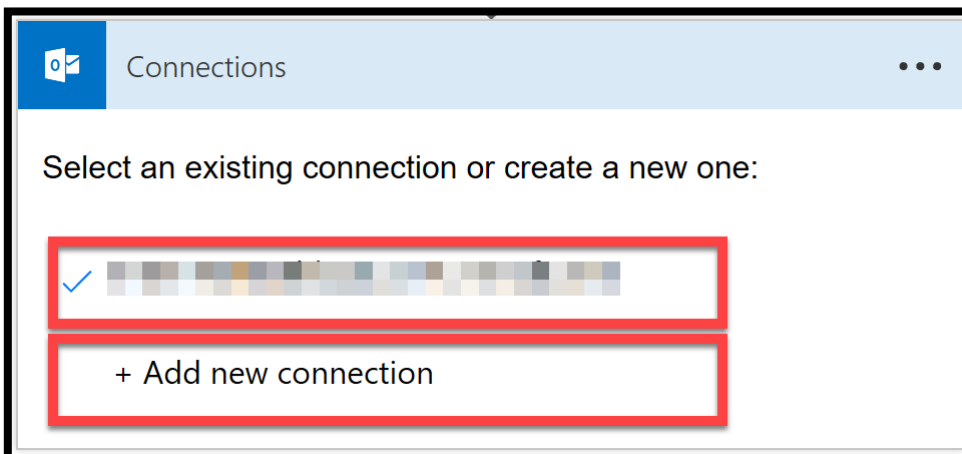 Connections
Select an existing connection or create a new one:
+ Add new connection